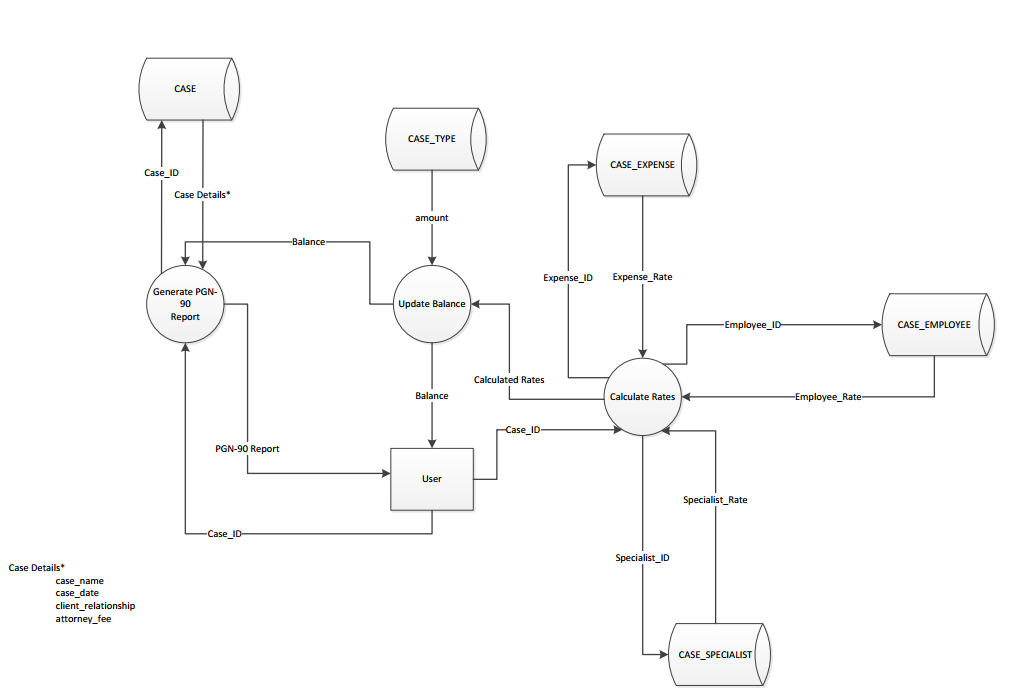 CASE
CASE_TYPE
CASE_EXPENSE
Case_ID
Case Details*
amount
Balance
Expense_ID
Expense_Rate
Generate PGN-
90
Report
Update Balance
Employee_ID
CASE_EMPLOYEE
Calculated Rates
Balance
Calculate Rates
Employee_Rate
Case_ID
PGN-90 Report
User
Specialist_Rate
Case_ID
Specialist_ID
Case Details*
case_name
case_date
client_relationship
attorney_fee
CASE_SPECIALIST